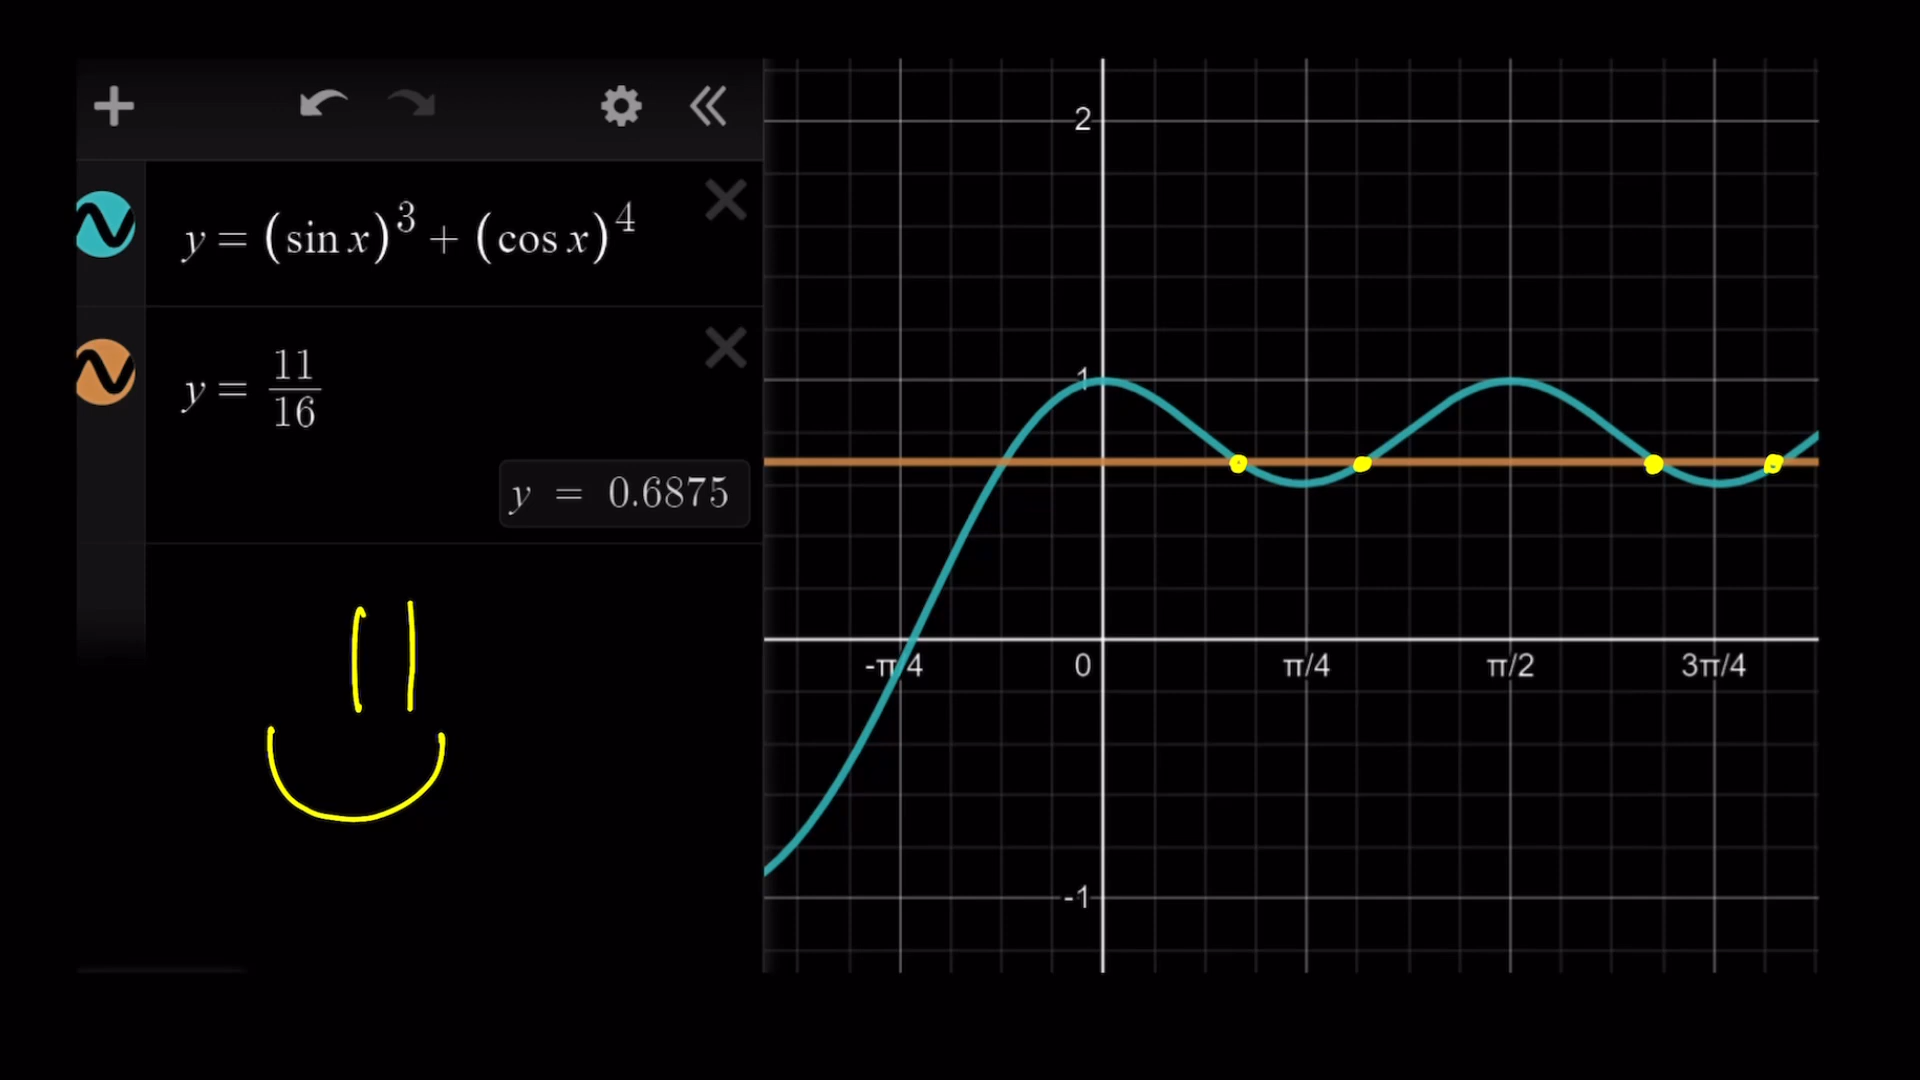 y = (sin x)^3 + (cos x)^4
y = 11/16
y = 0.6875
2
1
-π/4 0 π/4 π/2 3π/4
-1